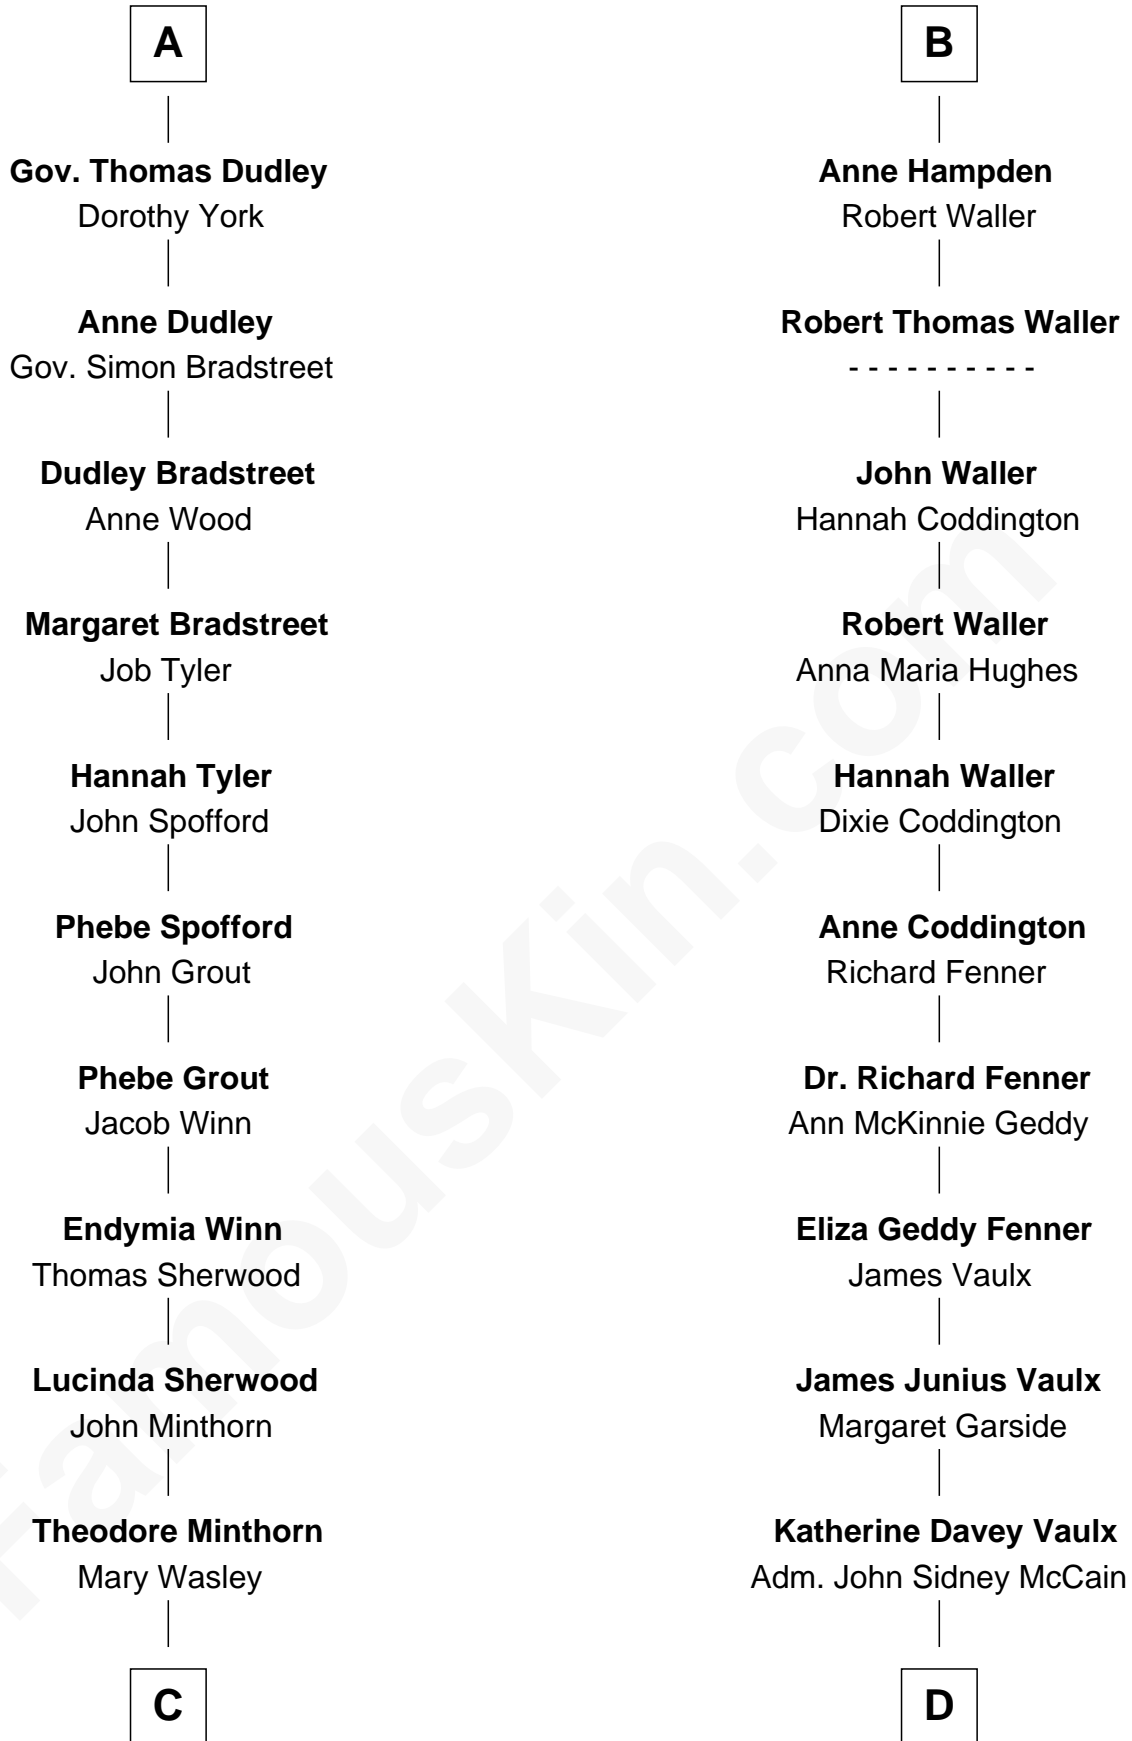 A
Gov. Thomas Dudley
Dorothy York
Anne Dudley
Gov. Simon Bradstreet
Dudley Bradstreet
Anne Wood
Margaret Bradstreet
Job Tyler
Hannah Tyler
John Spofford
Phebe Spofford
John Grout
Phebe Grout
Jacob Winn
Endymia Winn
Thomas Sherwood
Lucinda Sherwood
John Minthorn
Theodore Minthorn
Mary Wasley
C
B
Anne Hampden
Robert Waller
Robert Thomas Waller
- - - - - - - - - -
John Waller
Hannah Coddington
Robert Waller
Anna Maria Hughes
Hannah Waller
Dixie Coddington
Anne Coddington
Richard Fenner
Dr. Richard Fenner
Ann McKinnie Geddy
Eliza Geddy Fenner
James Vaulx
James Junius Vaulx
Margaret Garside
Katherine Davey Vaulx
Adm. John Sidney McCain
D
FamousKin.com